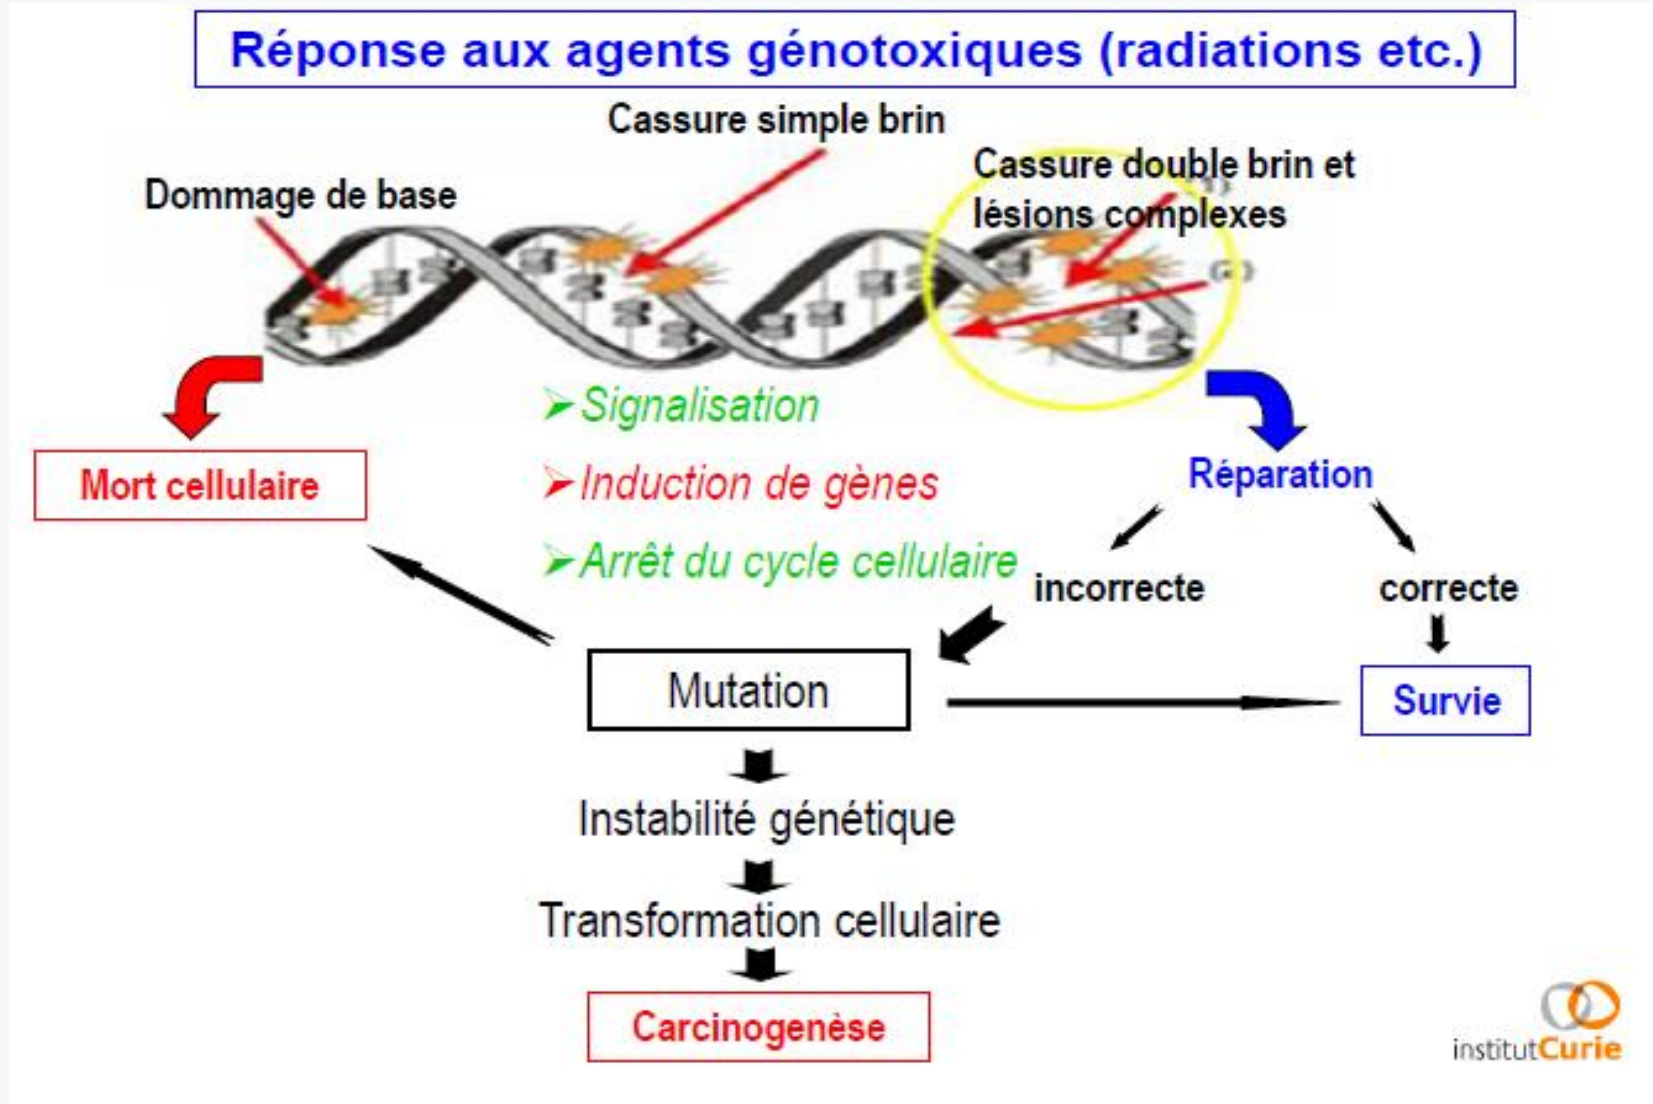 Réponse aux agents génotoxiques (radiations etc.)
Cassure simple brin
Cassure double brin et
lésions complexes
Dommage de base
(1)
(2)
➢Signalisation
➢Induction de gènes
➢Arrêt du cycle cellulaire
Mort cellulaire
Réparation
incorrecte
correcte
Mutation
Survie
Instabilité génétique
Transformation cellulaire
Carcinogenèse
institutCurie